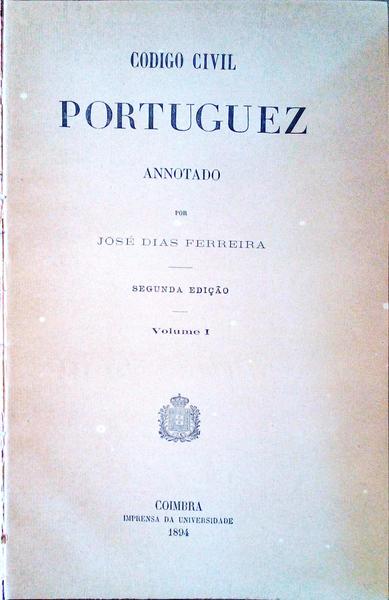 CODIGO CIVIL
PORTUGUEZ
ANNOTADO
POR
JOSÉ DIAS FERREIRA
SEGUNDA EDIÇÃO
Volume I
COIMBRA
IMPRENSA DA UNIVERSIDADE
1894